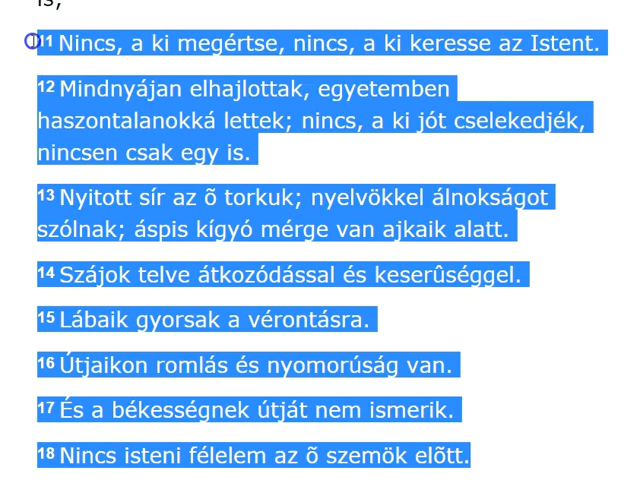 is;
11 Nincs, a ki megértse, nincs, a ki keresse az Istent.
12 Mindnyájan elhajlottak, egyetemben
haszontalanokká lettek; nincs, a ki jót cselekedjék,
nincsen csak egy is.
13 Nyitott sír az õ torkuk; nyelvökkel álnokságot
szólnak; áspis kígyó mérge van ajkaik alatt.
14 Szájok telve átkozódással és keserûséggel.
15 Lábaik gyorsak a vérontásra.
16 Útjaikon romlás és nyomorúság van.
17 És a békességnek útját nem ismerik.
18 Nincs isteni félelem az õ szemök elõtt.